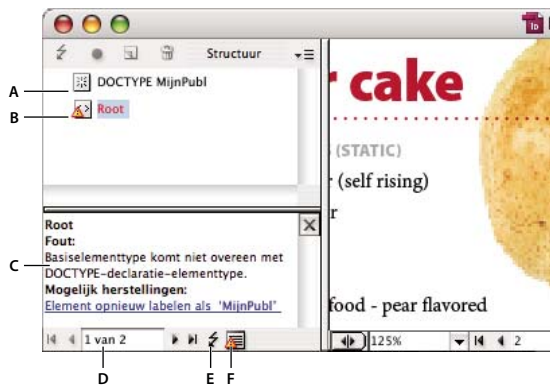 Structuur
A
DOCTYPE MijnPubl
B
Root
Root
Fout:
C
Basiselementtype komt niet overeen met
DOCTYPE-declaratie-elementtype.
Mogelijk herstellingen:
Element opnieuw labelen als 'MijnPubl'
1 van 2
D
E
F
cake
(STATIC)
(self rising)
food - pear flavored
125%
2